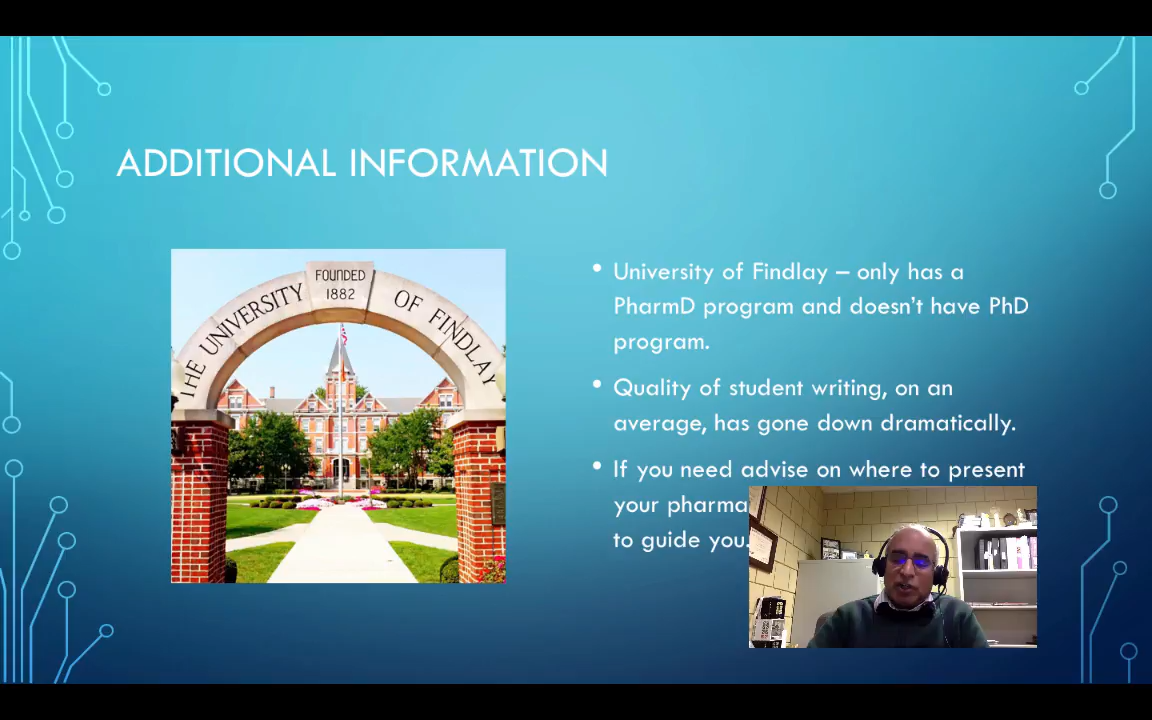 ADDITIONAL INFORMATION
FOUNDED
1882
THE UNIVERSITY OF FINDLAY
University of Findlay – only has a
PharmD program and doesn't have PhD
program.
Quality of student writing, on an
average, has gone down dramatically.
If you need advise on where to present
your pharma
to guide you.